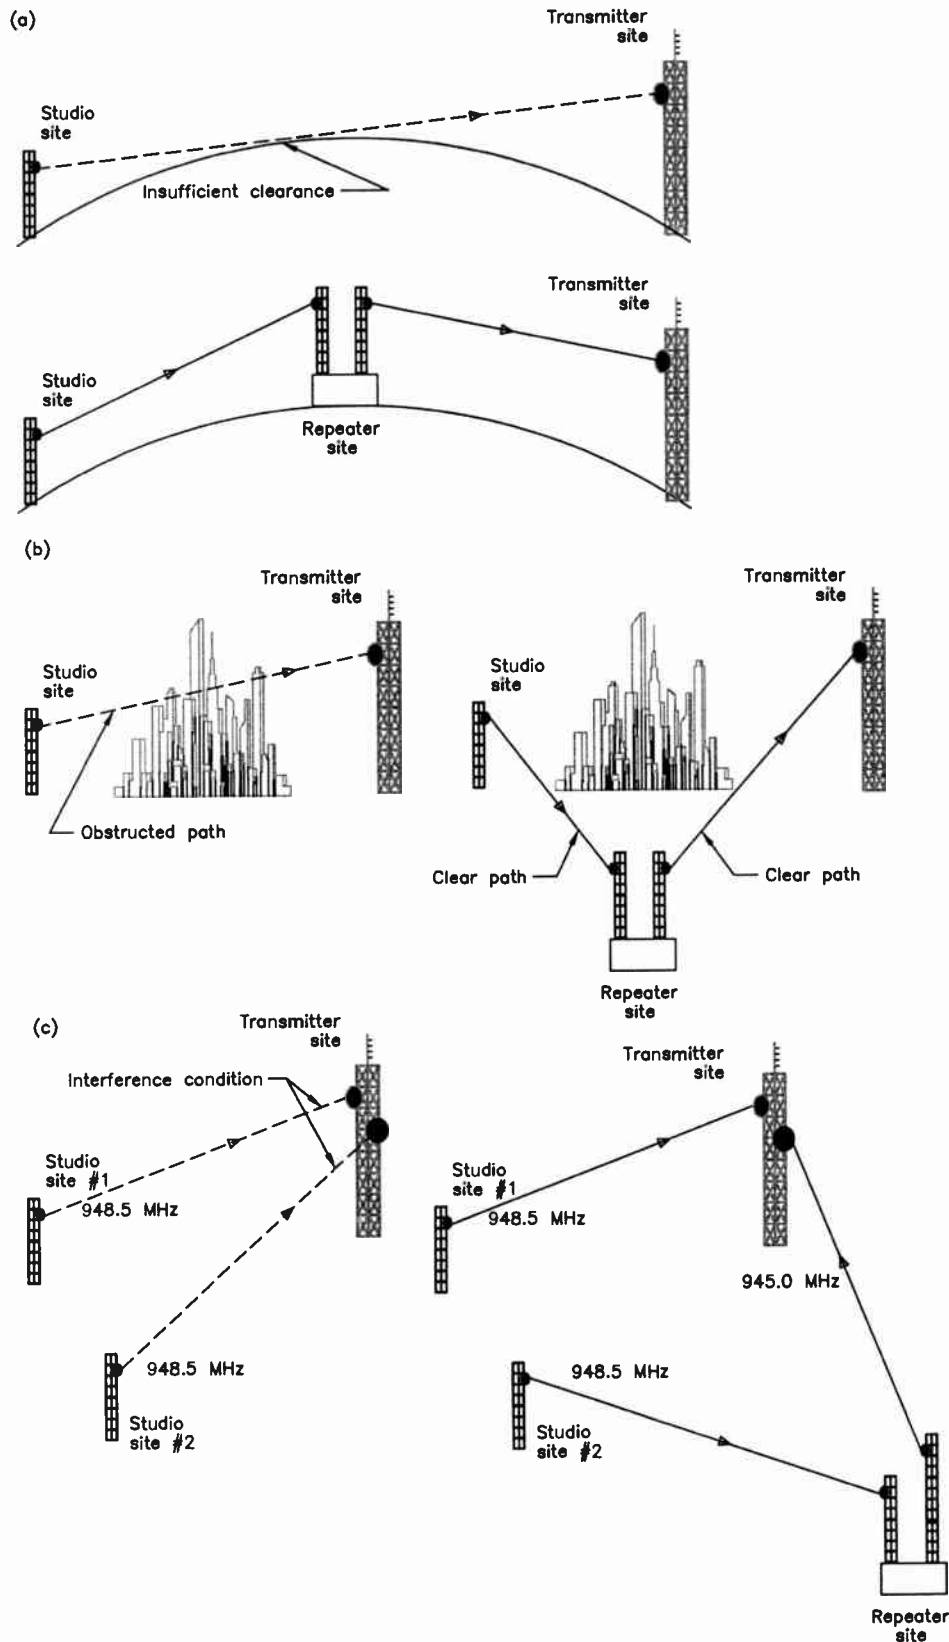 (a)
Transmitter
site
Studio
site
Insufficient clearance
Transmitter
site
Studio
site
Repeater
site
(b)
Transmitter
site
Studio
site
Obstructed path
Transmitter
site
Studio
site
Clear path
Clear path
Repeater
site
(c)
Transmitter
site
Interference condition
Studio
site #1
948.5 MHz
948.5 MHz
Studio
site #2
Transmitter
site
Studio
site #1
948.5 MHz
945.0 MHz
948.5 MHz
Studio
site #2
Repeater
site